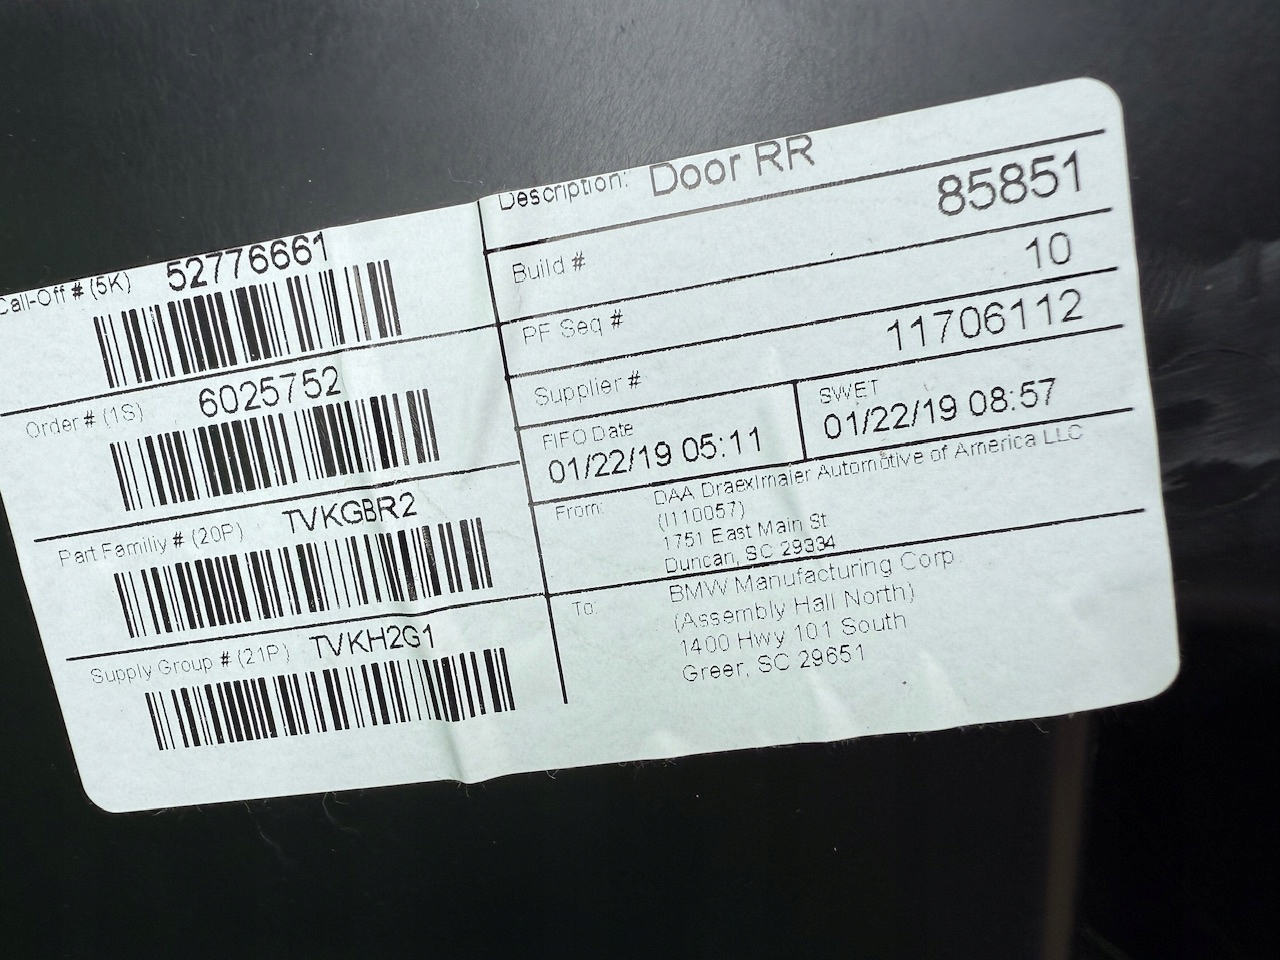 Call-Off # (5K) 52776661
Order # (1S) 6025752
Part Familiy # (20P) TVKGBR2
Supply Group # (21P) TVKH2G1
Description: Door RR
Build # 85851
PF Seq # 10
Supplier # 11706112
FIFO Date
01/22/19 05:11
SWET
01/22/19 08:57
From: DAA Draexlmaier Automotive of America LLC
(I110057)
1751 East Main St
Duncan, SC 29334
To: BMW Manufacturing Corp.
(Assembly Hall North)
1400 Hwy 101 South
Greer, SC 29651